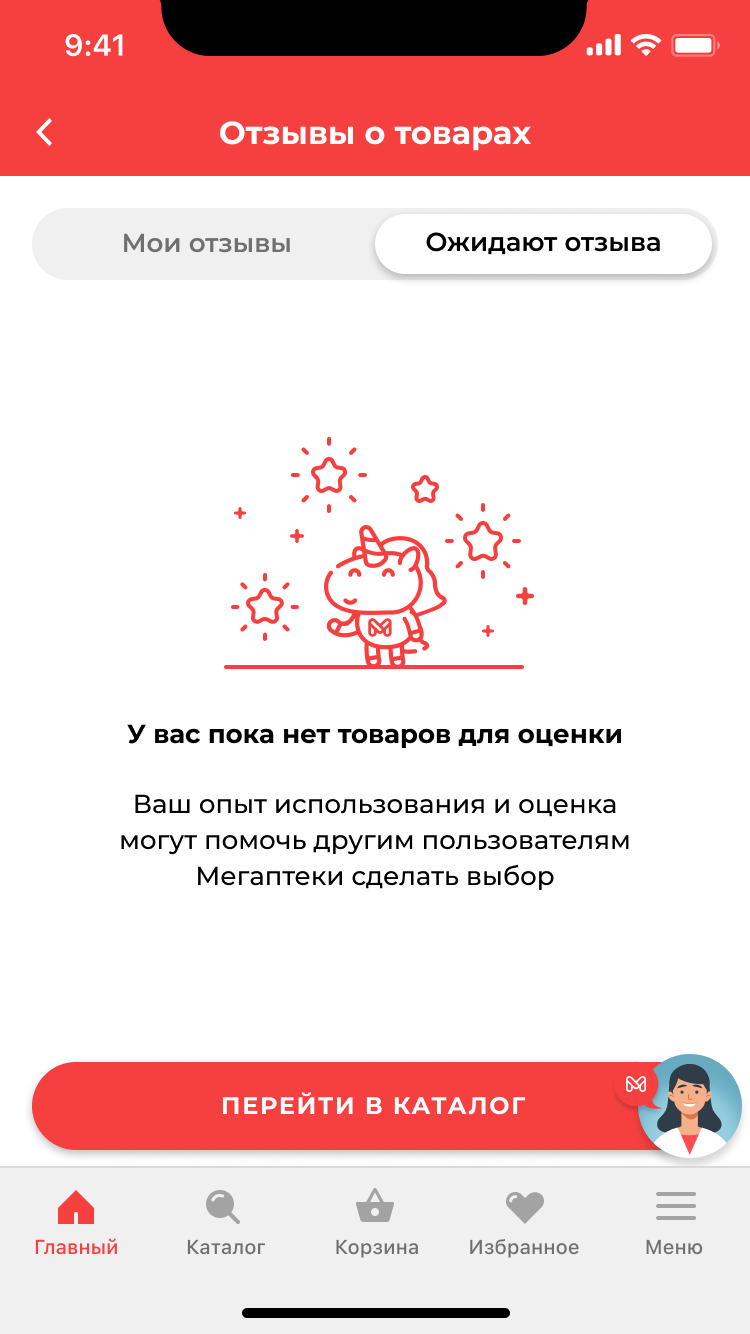 9:41
Отзывы о товарах
Мои отзывы
Ожидают отзыва
У вас пока нет товаров для оценки
Ваш опыт использования и оценка
могут помочь другим пользователям
Мегаптеки сделать выбор
ПЕРЕЙТИ В КАТАЛОГ
Главный
Каталог
Корзина
Избранное
Меню